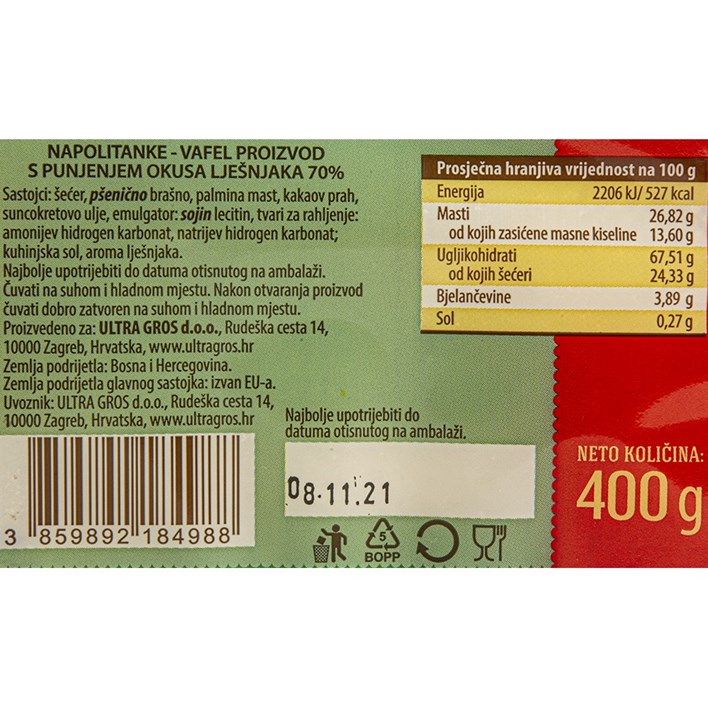 NAPOLITANKE - VAFEL PROIZVOD
S PUNJENJEM OKUSA LJEŠNJAKA 70%
Sastojci: šećer, pšenično brašno, palmina mast, kakaov prah,
suncokretovo ulje, emulgator: sojin lecitin, tvari za rahljenje:
amonijev hidrogen karbonat, natrijev hidrogen karbonat;
kuhinjska sol, aroma lješnjaka.
Najbolje upotrijebiti do datuma otisnutog na ambalaži.
Čuvati na suhom i hladnom mjestu. Nakon otvaranja proizvod
čuvati dobro zatvoren na suhom i hladnom mjestu.
Proizvedeno za: ULTRA GROS d.o.o., Rudeška cesta 14,
10000 Zagreb, Hrvatska, www.ultragros.hr
Zemlja podrijetla: Bosna i Hercegovina.
Zemlja podrijetla glavnog sastojka: izvan EU-a.
Uvoznik: ULTRA GROS d.o.o., Rudeška cesta 14,
10000 Zagreb, Hrvatska, www.ultragros.hr
3 859892 184988
Najbolje upotrijebiti do
datuma otisnutog na ambalaži.
08.11.21
5
BOPP
Prosječna hranjiva vrijednost na 100 g
Energija 2206 kJ/ 527 kcal
Masti 26,82 g
od kojih zasićene masne kiseline 13,60 g
Ugljikohidrati 67,51 g
od kojih šećeri 24,33 g
Bjelančevine 3,89 g
Sol 0,27 g
NETO KOLIČINA:
400 g